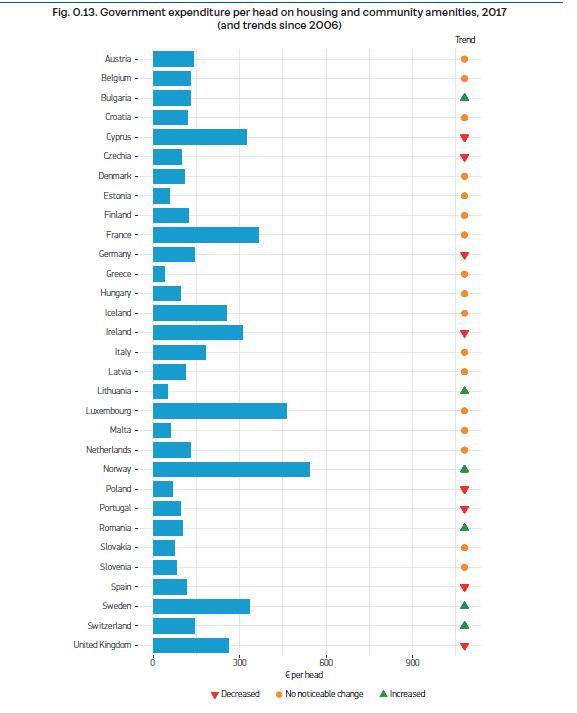 Fig. 0.13. Government expenditure per head on housing and community amenities, 2017
(and trends since 2006)
Trend
Austria
Belgium
Bulgaria
Croatia
Cyprus
Czechia
Denmark
Estonia
Finland
France
Germany
Greece
Hungary
Iceland
Ireland
Italy
Latvia
Lithuania
Luxembourg
Malta
Netherlands
Norway
Poland
Portugal
Romania
Slovakia
Slovenia
Spain
Sweden
Switzerland
United Kingdom
0 300 600 900
€ per head
Decreased No noticeable change Increased